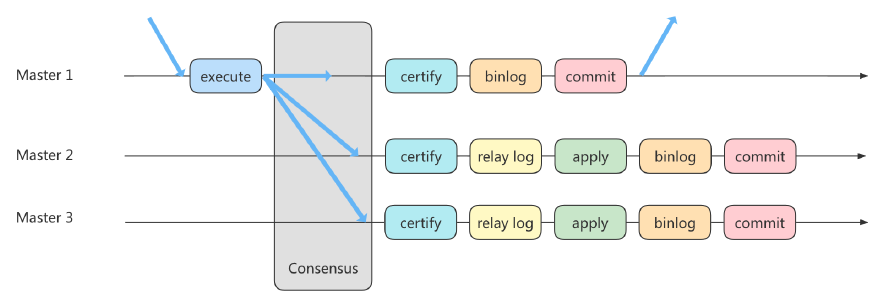 Master 1
execute
certify
binlog
commit
Master 2
certify
relay log
apply
binlog
commit
Master 3
certify
relay log
apply
binlog
commit
Consensus